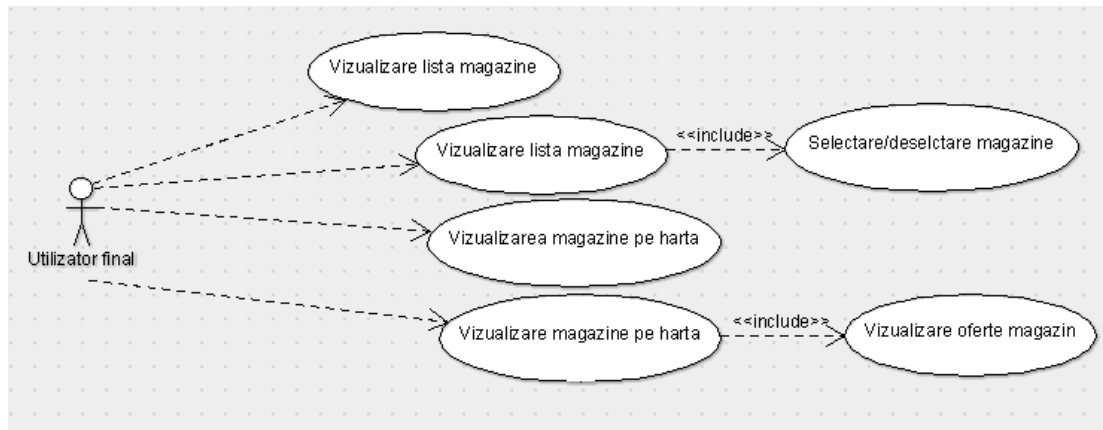 Vizualizare lista magazine
Vizualizare lista magazine
<<include>>
Selectare/deselctare magazine
Vizualizarea magazine pe harta
Utilizator final
Vizualizare magazine pe harta
<<include>>
Vizualizare oferte magazin